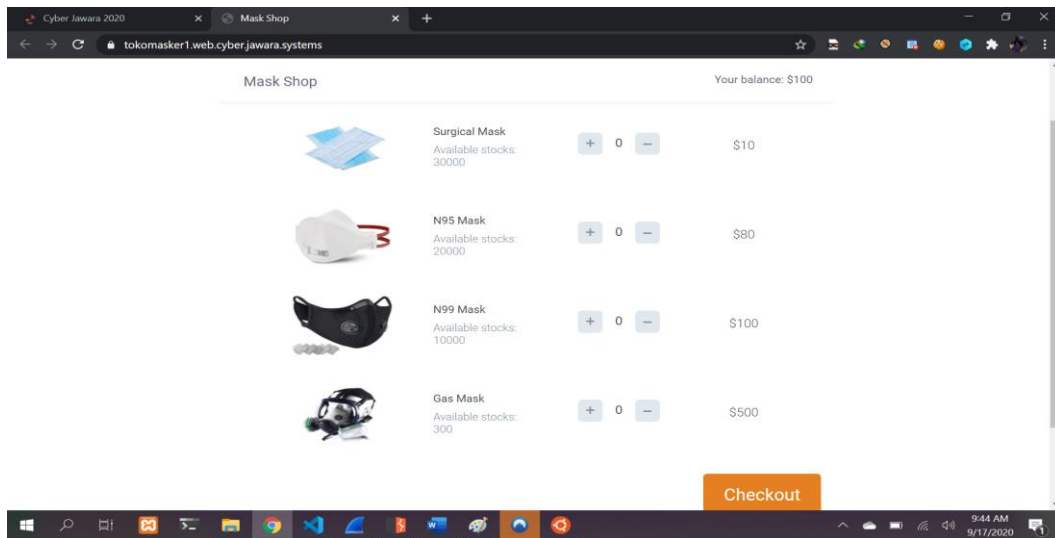 Cyber Jawara 2020
Mask Shop
tokomasker1.web.cyber.jawara.systems
Mask Shop
Your balance: $100
Surgical Mask
Available stocks:
30000
+ 0 −
$10
N95 Mask
Available stocks:
20000
+ 0 −
$80
N99 Mask
Available stocks:
10000
+ 0 −
$100
Gas Mask
Available stocks:
300
+ 0 −
$500
Checkout
9:44 AM
9/17/2020